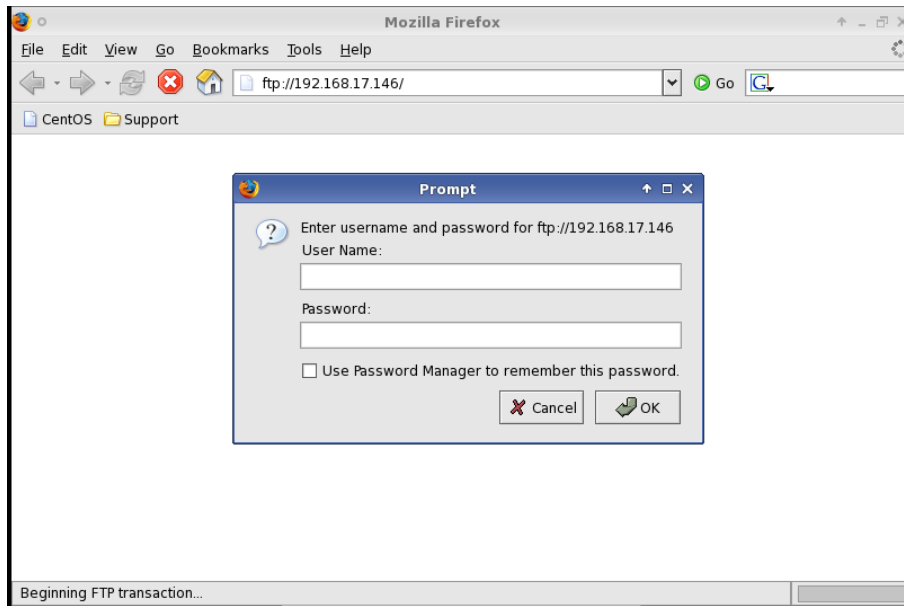 Mozilla Firefox
File Edit View Go Bookmarks Tools Help
ftp://192.168.17.146/ Go G
CentOS Support
Prompt
Enter username and password for ftp://192.168.17.146
User Name:
Password:
Use Password Manager to remember this password.
Cancel OK
Beginning FTP transaction...